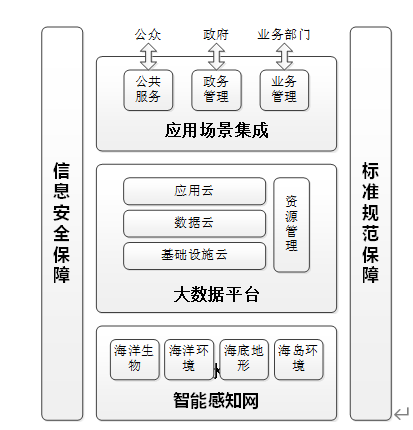 公众 政府 业务部门
公共 政务 业务
服务 管理 管理
应用场景集成
信息安全保障
应用云
数据云
基础设施云
资源管理
大数据平台
标准规范保障
海洋生 海洋环 海底地 海岛环
物 境 形 境
智能感知网